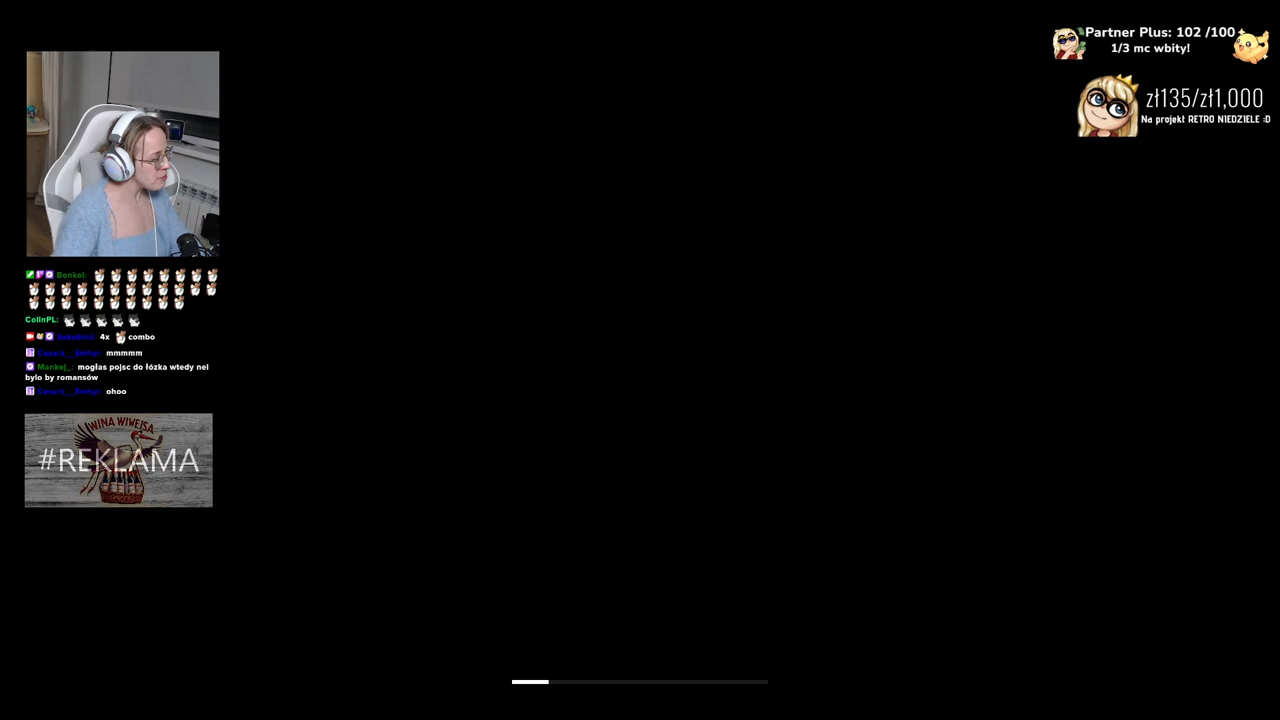 Partner Plus: 102 /100
1/3 mc wbity!
zł135/zł1,000
Na projekt RETRO NIEDZIELE :D
Bonkol:
ColinPL:
4x combo
mmmmm
Mankej_: mogłas pojsc do łózka wtedy nei
bylo by romansów
ohoo
WINA WIWEJSA
#REKLAMA